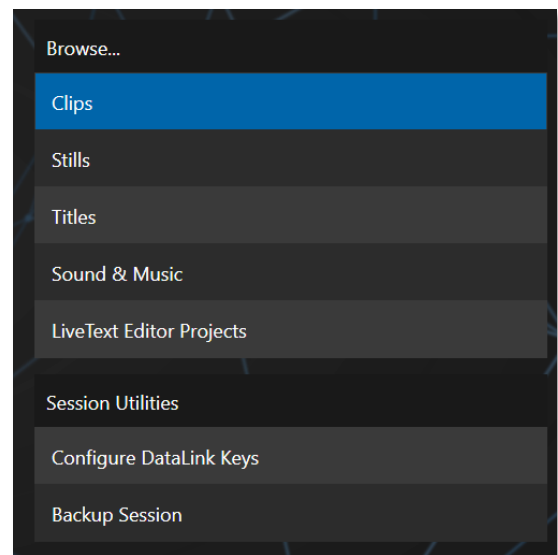 Browse...
Clips
Stills
Titles
Sound & Music
LiveText Editor Projects
Session Utilities
Configure DataLink Keys
Backup Session